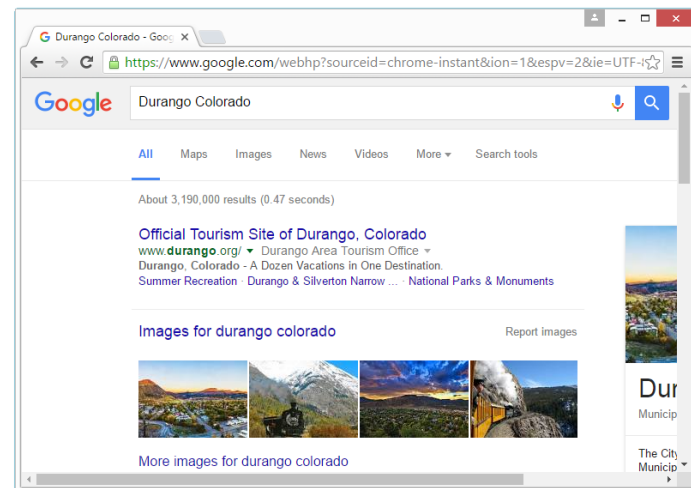 Durango Colorado - Goog
https://www.google.com/webhp?sourceid=chrome-instant&ion=1&espv=2&ie=UTF-8
Google
Durango Colorado
All Maps Images News Videos More Search tools
About 3,190,000 results (0.47 seconds)
Official Tourism Site of Durango, Colorado
www.durango.org/ Durango Area Tourism Office
Durango, Colorado - A Dozen Vacations in One Destination.
Summer Recreation · Durango & Silverton Narrow ... · National Parks & Monuments
Images for durango colorado Report images
More images for durango colorado
Dur
Municip
The City
Municip